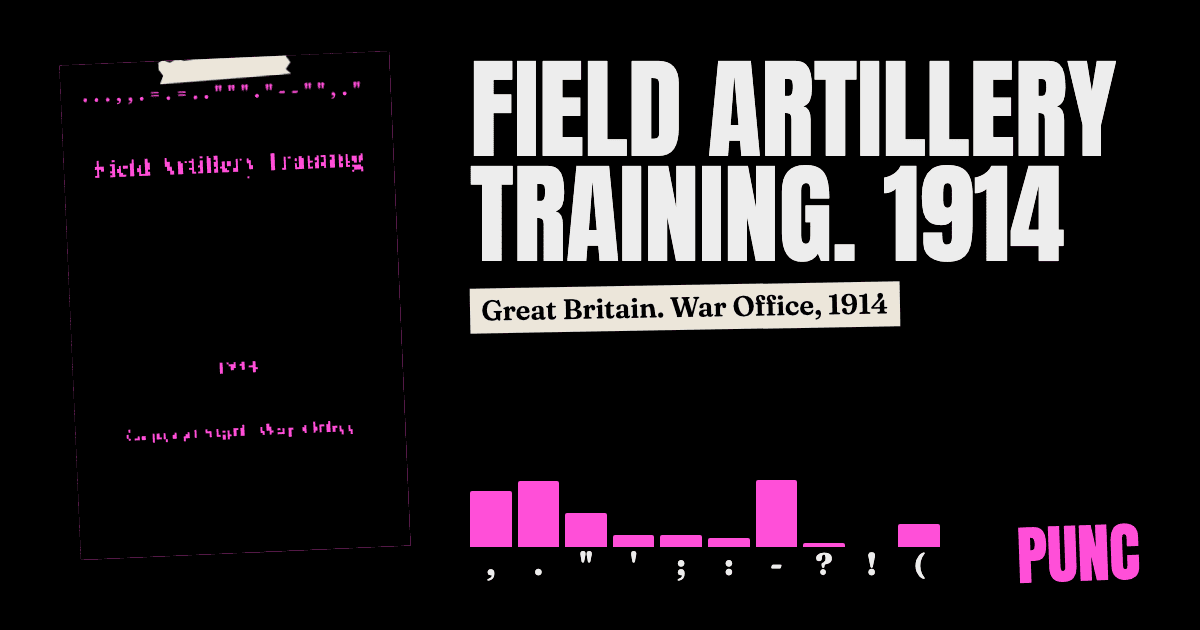 ...,,.=.=.."""."--"",."
Field Artillery Training
1914
FIELD ARTILLERY
TRAINING. 1914
Great Britain. War Office, 1914
, . " ' ; : - ? ! (
PUNC